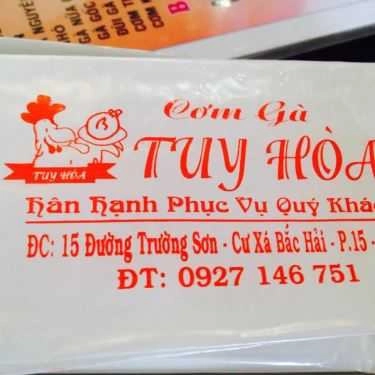 Cơm Gà
TUY HÒA
TUY HÒA
Hân Hạnh Phục Vụ Quý
ĐC: 15 Đường Trường Sơn - Cư Xá Bắc Hải - P.15 -
ĐT: 0927 146 751